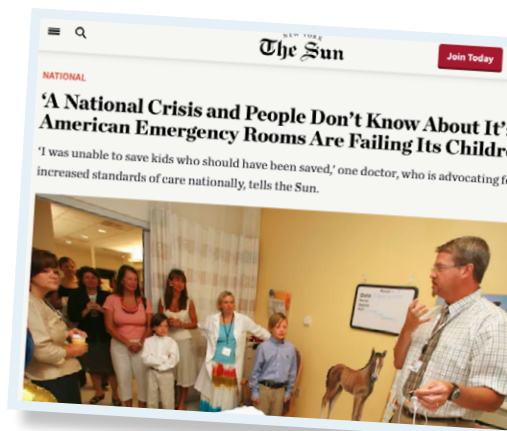 NEW YORK
The Sun
Join Today
NATIONAL
‘A National Crisis and People Don’t Know About It’:
American Emergency Rooms Are Failing Its Childr
‘I was unable to save kids who should have been saved,’ one doctor, who is advocating f
increased standards of care nationally, tells the Sun.